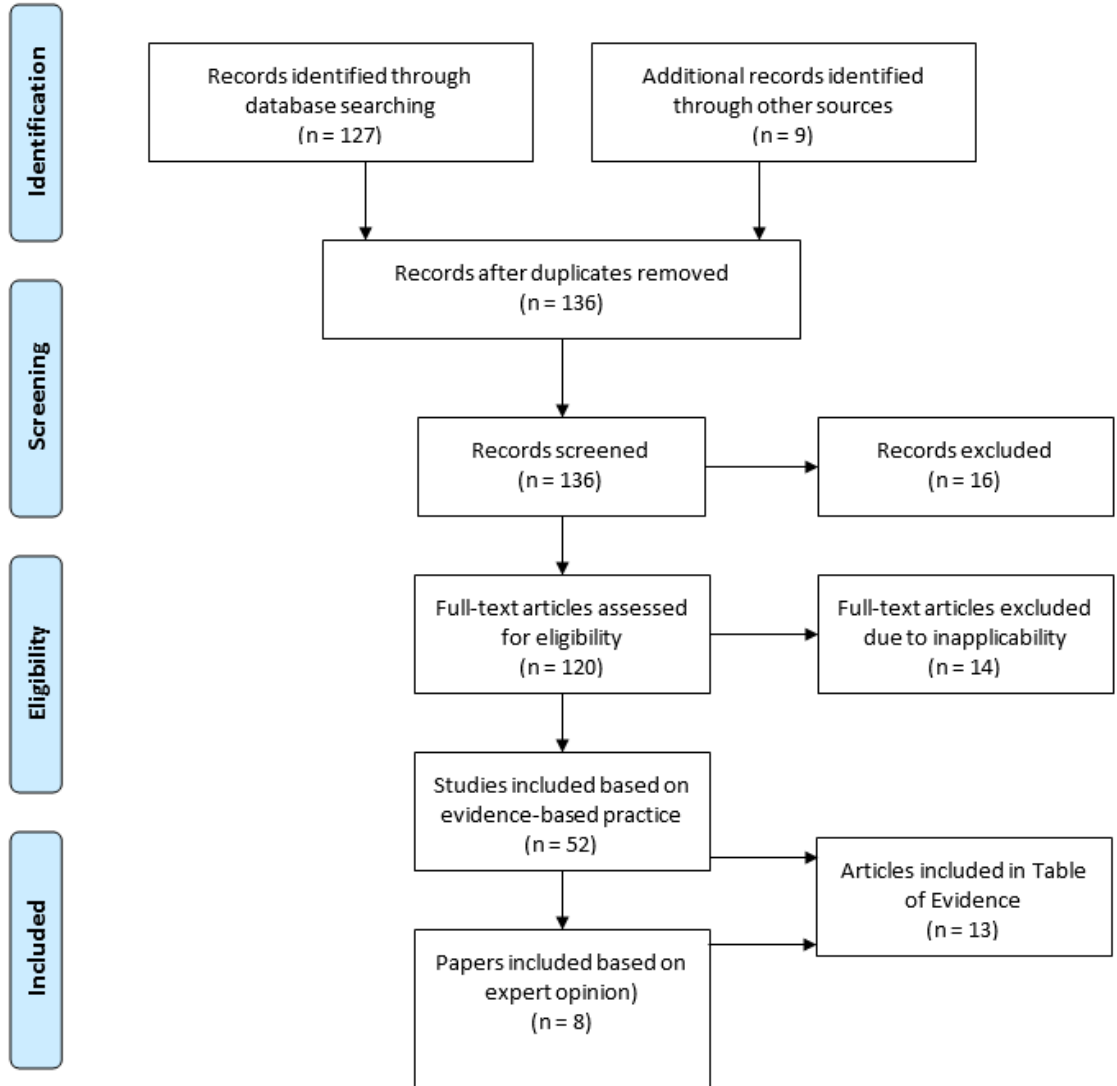 Identification
Records identified through
database searching
(n = 127)
Additional records identified
through other sources
(n = 9)
Records after duplicates removed
(n = 136)
Screening
Records screened
(n = 136)
Records excluded
(n = 16)
Eligibility
Full-text articles assessed
for eligibility
(n = 120)
Full-text articles excluded
due to inapplicability
(n = 14)
Studies included based on
evidence-based practice
(n = 52)
Included
Articles included in Table
of Evidence
(n = 13)
Papers included based on
expert opinion)
(n = 8)